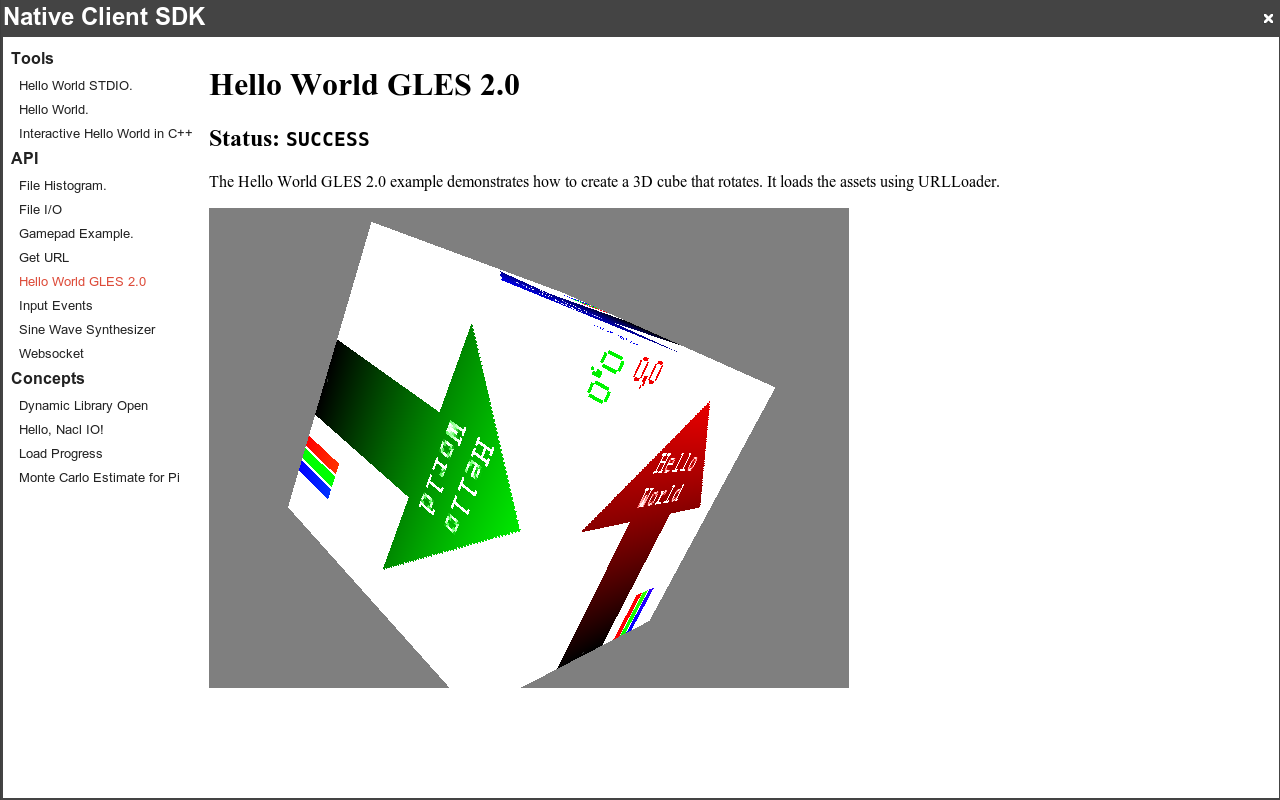 Native Client SDK
Tools
Hello World STDIO.
Hello World.
Interactive Hello World in C++
API
File Histogram.
File I/O
Gamepad Example.
Get URL
Hello World GLES 2.0
Input Events
Sine Wave Synthesizer
Websocket
Concepts
Dynamic Library Open
Hello, Nacl IO!
Load Progress
Monte Carlo Estimate for Pi
Hello World GLES 2.0
Status: SUCCESS
The Hello World GLES 2.0 example demonstrates how to create a 3D cube that rotates. It loads the assets using URLLoader.
0,0
0,0
Hello
World
Hello
World